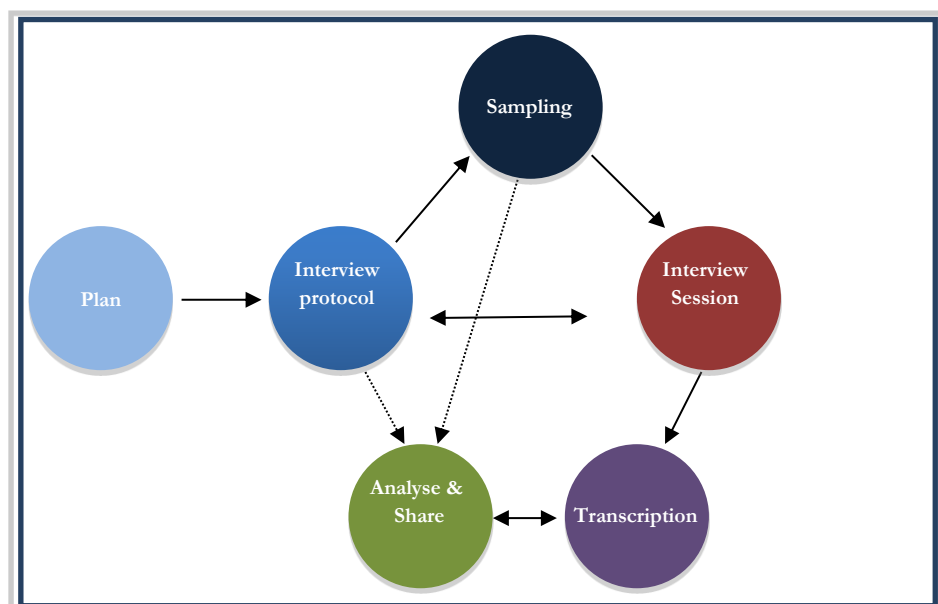 Sampling
Interview
protocol
Interview
Session
Plan
Analyse &
Share
Transcription